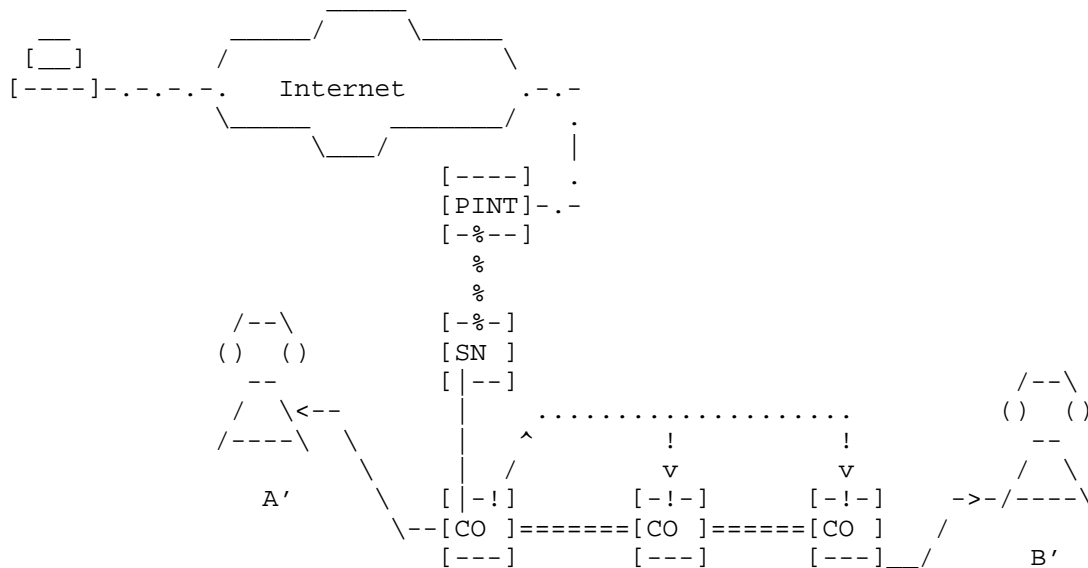 Internet
PINT
SN
A'
CO CO CO
B'